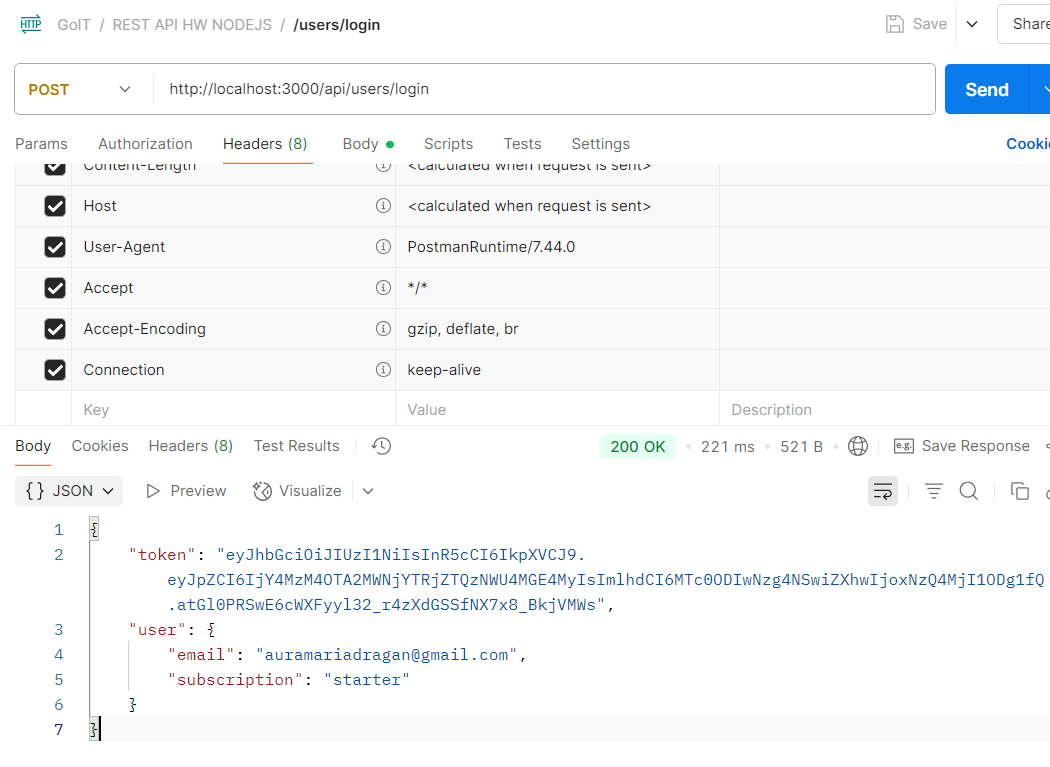 HTTP GoIT / REST API HW NODEJS / /users/login Save Share
POST http://localhost:3000/api/users/login Send
Params Authorization Headers (8) Body Scripts Tests Settings Cookie
Content-Length <calculated when request is sent>
Host <calculated when request is sent>
User-Agent PostmanRuntime/7.44.0
Accept */*
Accept-Encoding gzip, deflate, br
Connection keep-alive
Key Value Description
Body Cookies Headers (8) Test Results 200 OK 221 ms 521 B e.g. Save Response
{} JSON Preview Visualize
1 {
2 "token": "eyJhbGciOiJIUzI1NiIsInR5cCI6IkpXVCJ9.
eyJpZCI6IjY4MzM4OTA2MWNjYTRjZTQzNWU4MGE4MyIsImlhdCI6MTc0ODIwNzg4NSwiZXhwIjoxNzQ4MjI1ODg1fQ
.atGl0PRSwE6cWXFyyl32_r4zXdGSSfNX7x8_BkjVMWs",
3 "user": {
4 "email": "auramariadragan@gmail.com",
5 "subscription": "starter"
6 }
7 }